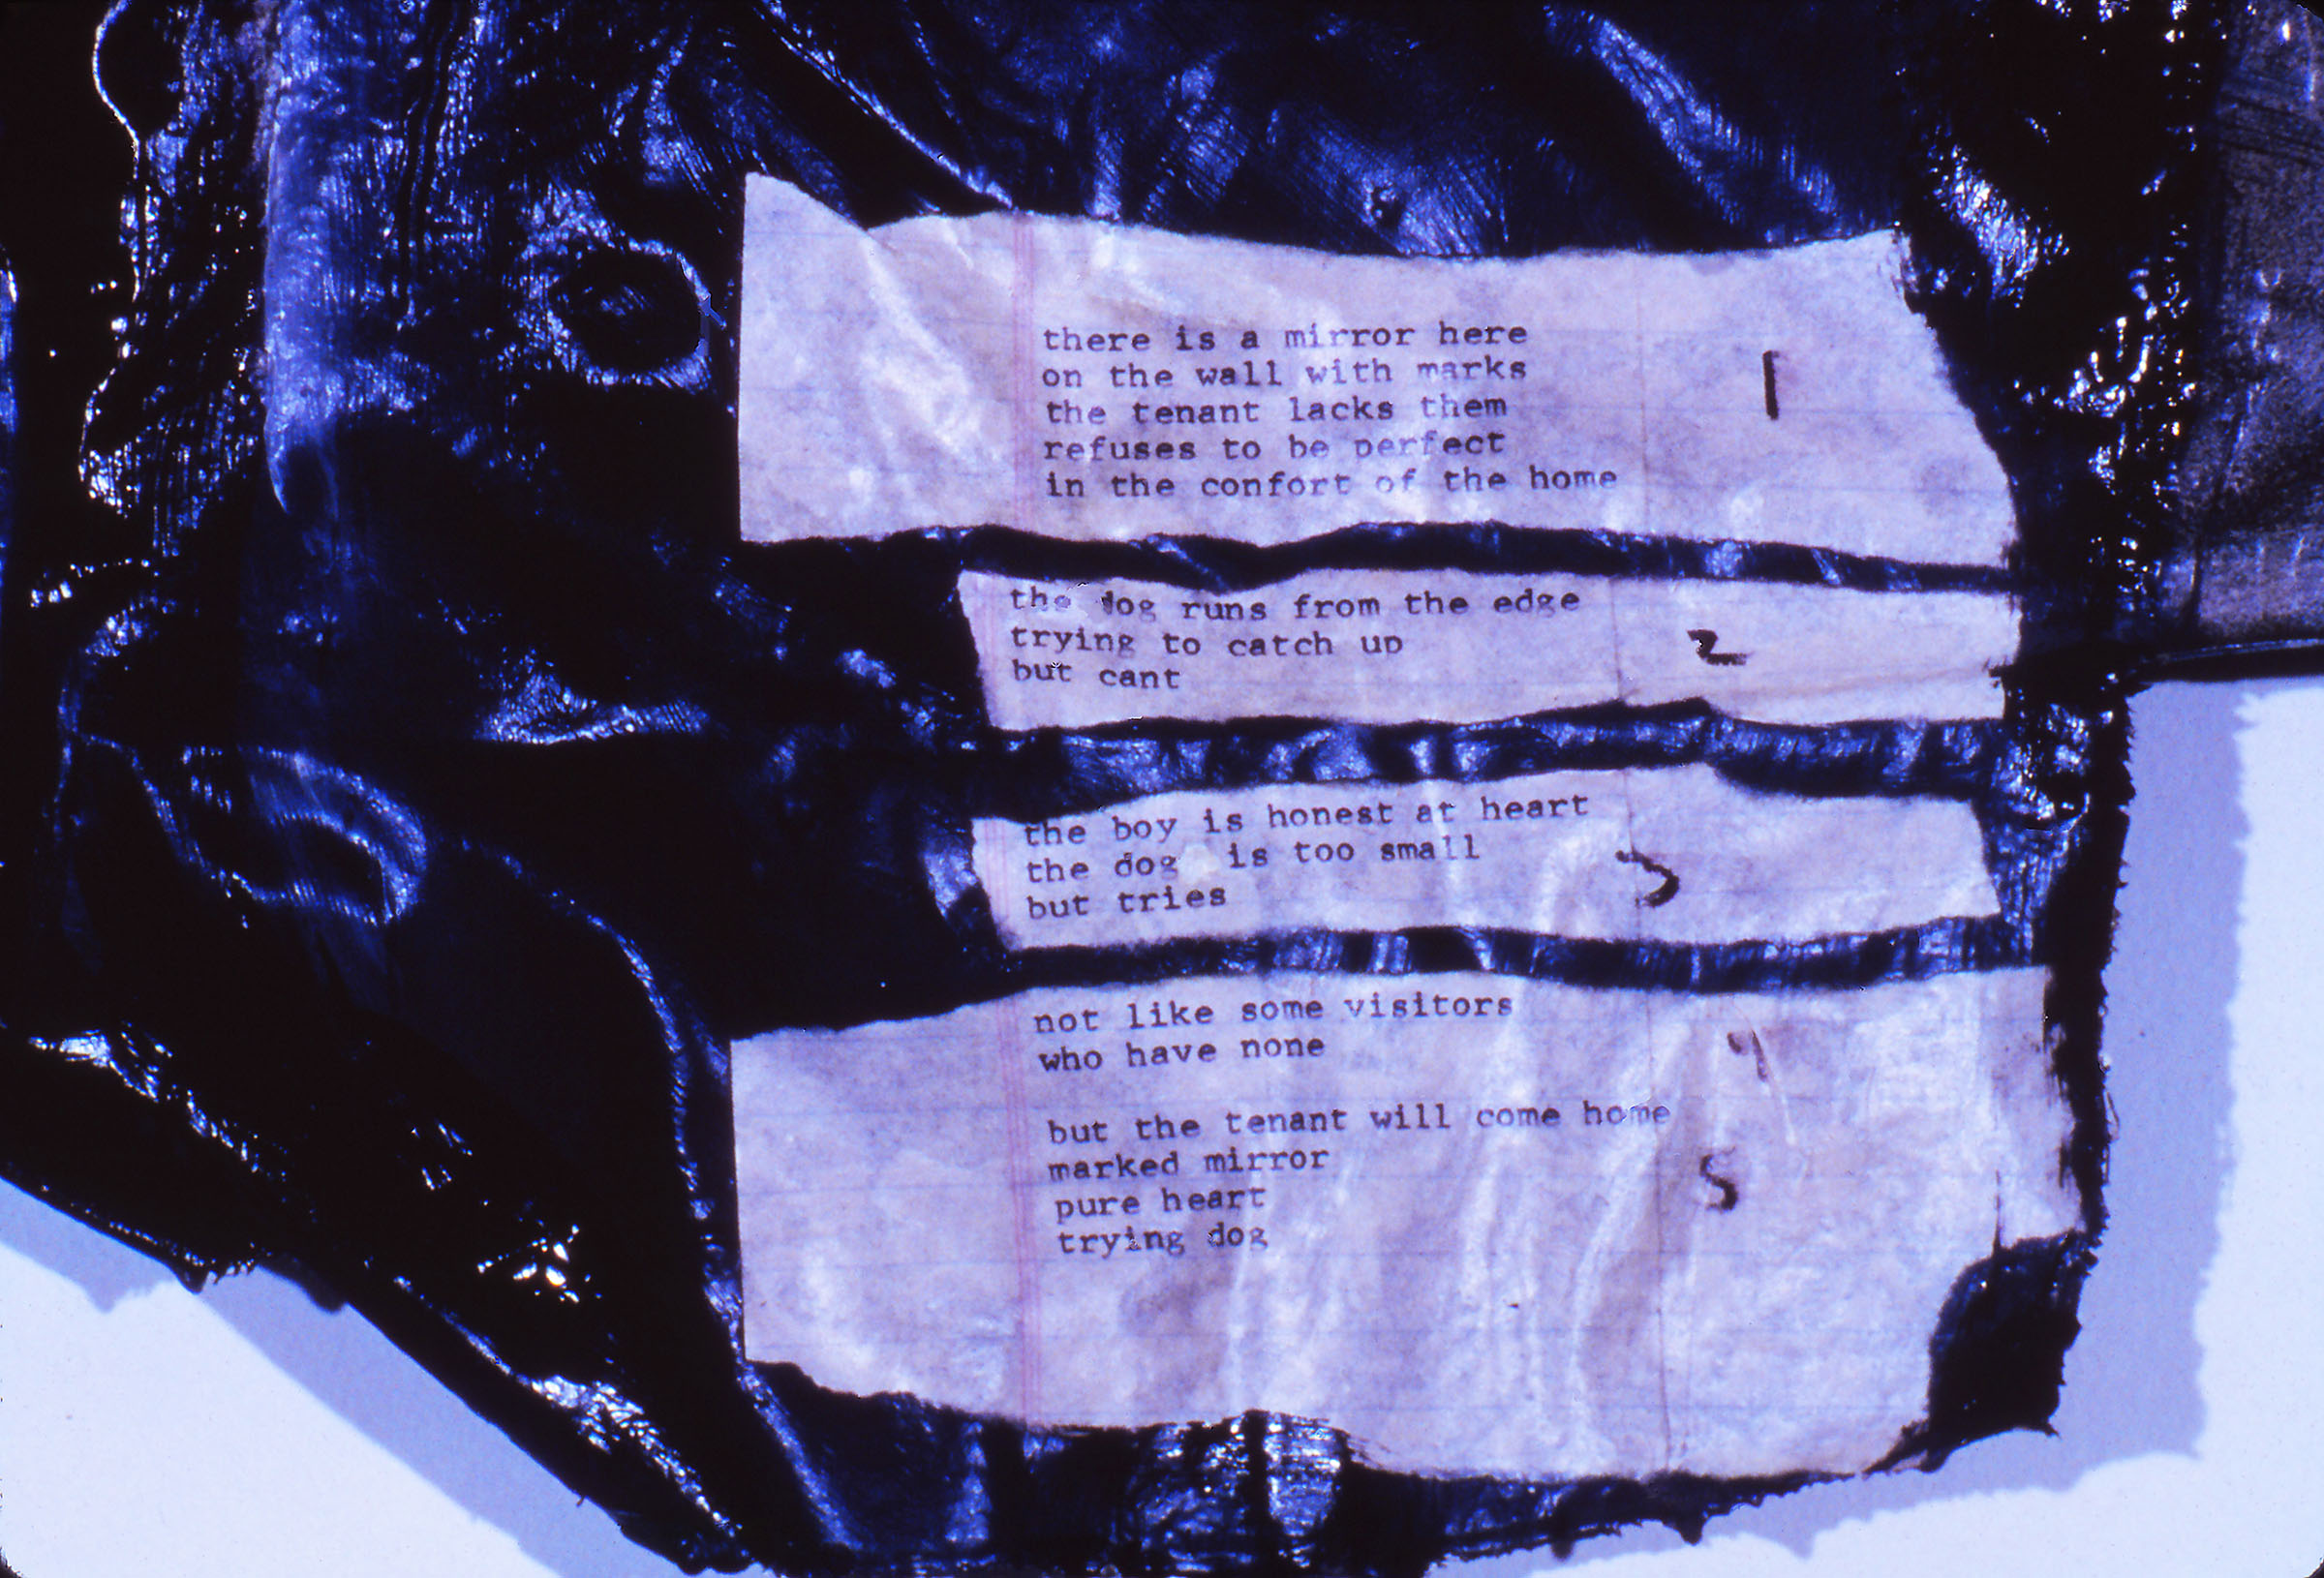 there is a mirror here
on the wall with marks
the tenant lacks them
refuses to be perfect
in the confort of the home
1
the dog runs from the edge
trying to catch up
but cant
2
the boy is honest at heart
the dog is too small
but tries
not like some visitors
who have none
but the tenant will come home
marked mirror
pure heart
trying dog
5